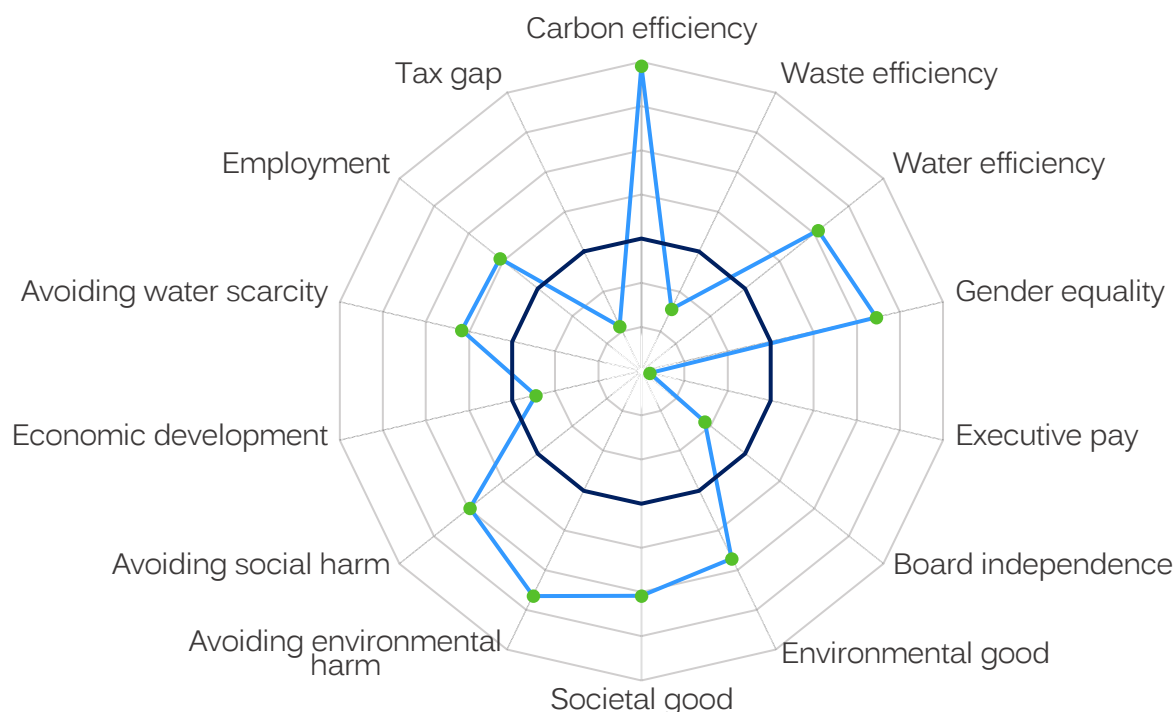 Carbon efficiency
Tax gap
Waste efficiency
Employment
Water efficiency
Avoiding water scarcity
Gender equality
Economic development
Executive pay
Avoiding social harm
Board independence
Avoiding environmental
harm
Environmental good
Societal good